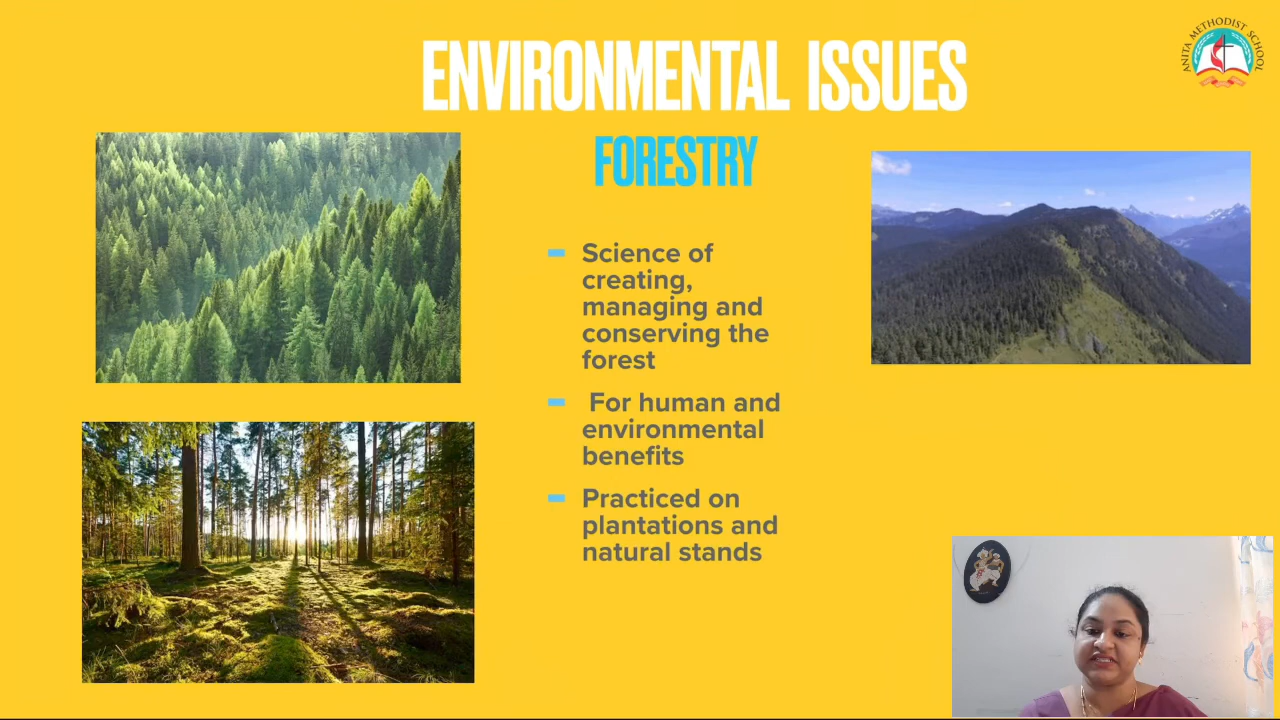 ENVIRONMENTAL ISSUES
ANITA METHODIST SCHOOL
FORESTRY
Science of
creating,
managing and
conserving the
forest
For human and
environmental
benefits
Practiced on
plantations and
natural stands